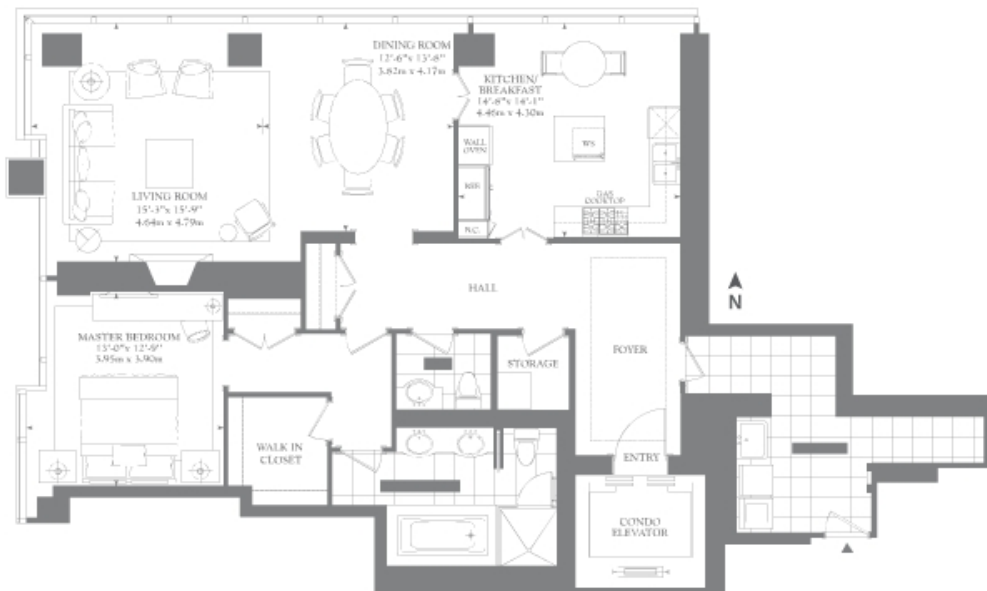 DINING ROOM
12'-6"x 13'-8"
3.82m x 4.17m
KITCHEN/
BREAKFAST
14'-8"x 14'-1"
4.46m x 4.30m
WALL
OVEN
WS
GAS
COOKTOP
LIVING ROOM
15'-3"x 15'-9"
4.64m x 4.79m
HALL
N
MASTER BEDROOM
13'-0"x 12'-9"
3.95m x 3.90m
STORAGE
FOYER
WALK IN
CLOSET
ENTRY
CONDO
ELEVATOR